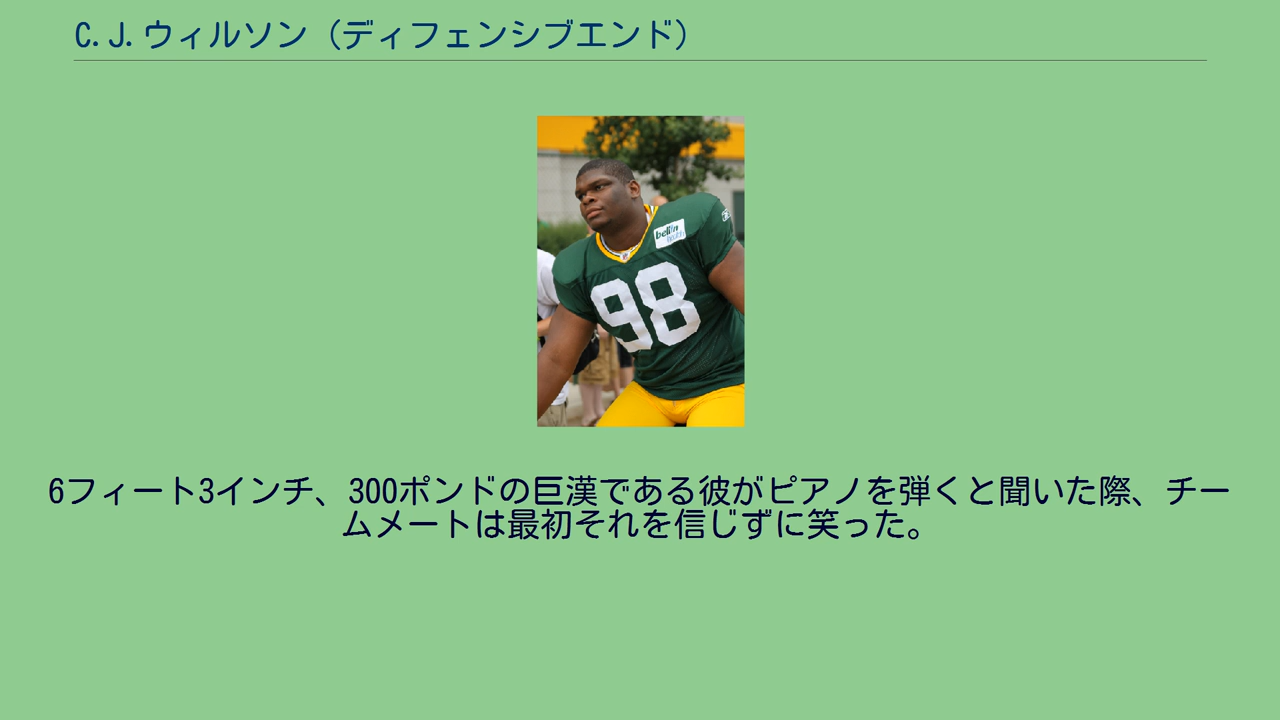 C.J.ウィルソン（ディフェンシブエンド）
bellin
98
6フィート3インチ、300ポンドの巨漢である彼がピアノを弾くと聞いた際、チー
ムメートは最初それを信じずに笑った。